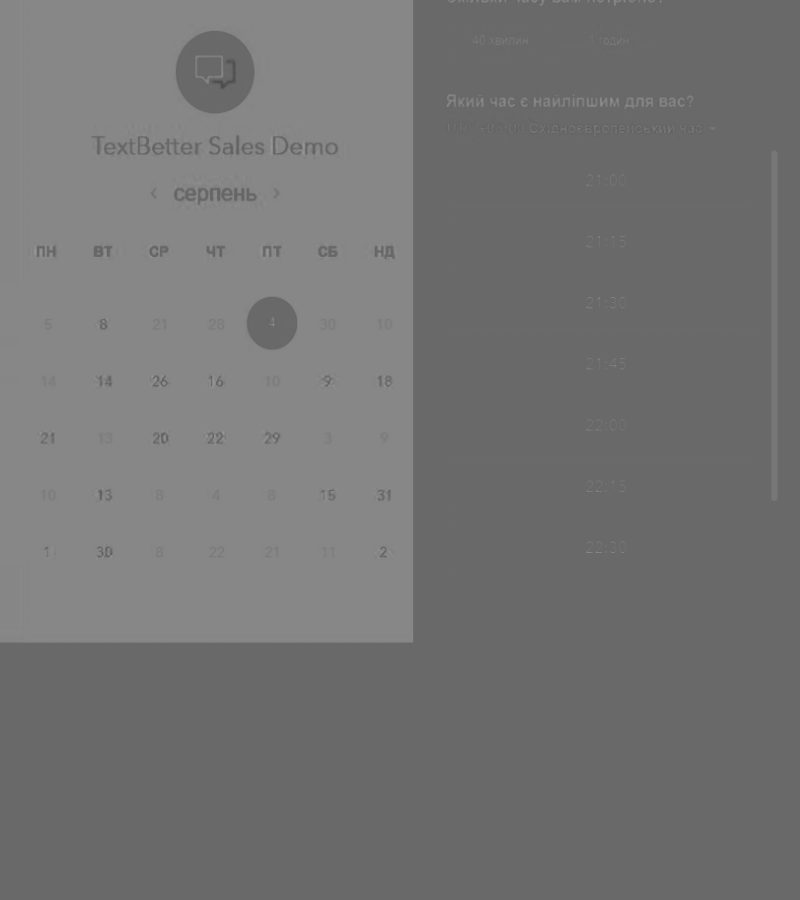 TextBetter Sales Demo
серпень
ПН ВТ СР ЧТ ПТ СБ НД
5 8 21 28 4 30 10
14 14 26 16 10 9 18
21 13 20 22 29 3 9
10 13 8 4 8 15 31
1 30 8 22 21 11 2
40 хвилин годин
Який час є найліпшим для вас?
Східноєвропейський час
21:00
21:15
21:30
21:45
22:00
22:15
22:30